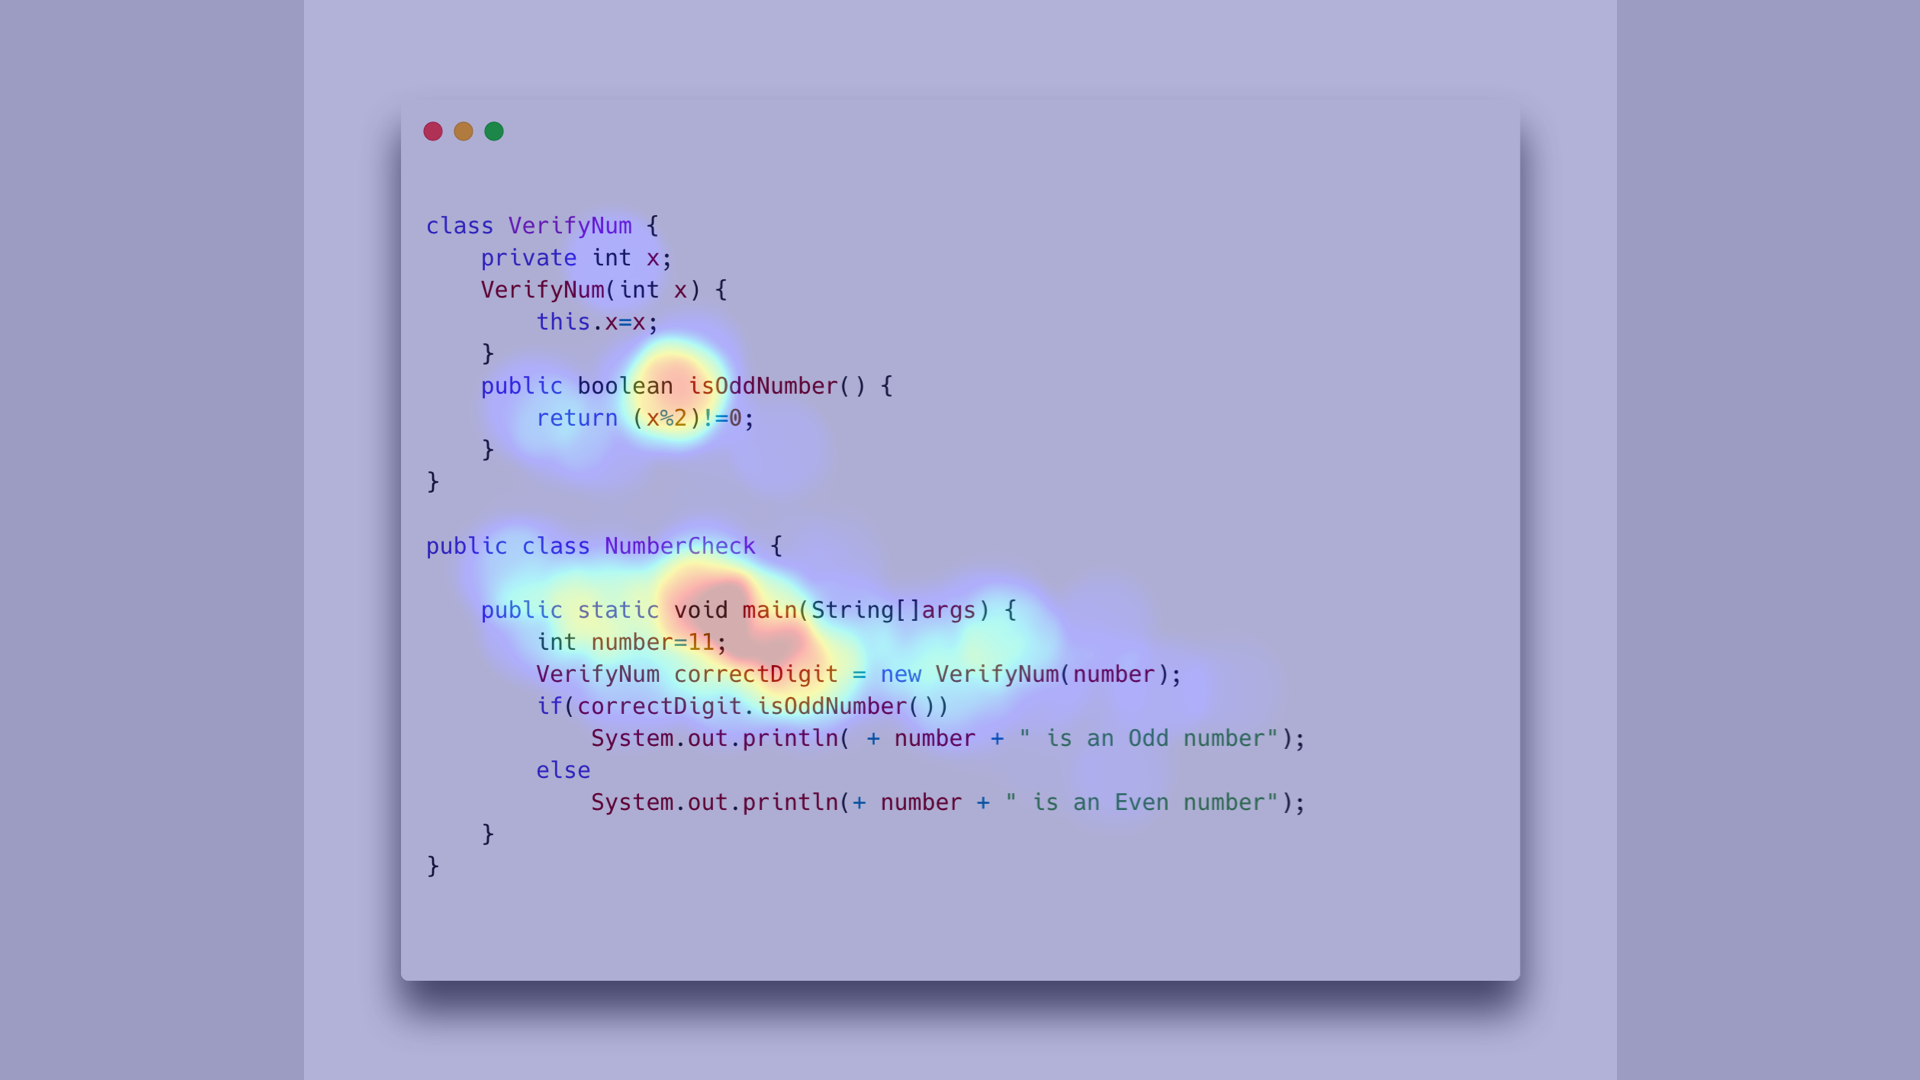 class VerifyNum {
    private int x;
    VerifyNum(int x) {
        this.x=x;
    }
    public boolean isOddNumber() {
        return (x%2)!=0;
    }
}

public class NumberCheck {

    public static void main(String[]args) {
        int number=11;
        VerifyNum correctDigit = new VerifyNum(number);
        if(correctDigit.isOddNumber())
            System.out.println( + number + " is an Odd number");
        else
            System.out.println(+ number + " is an Even number");
    }
}